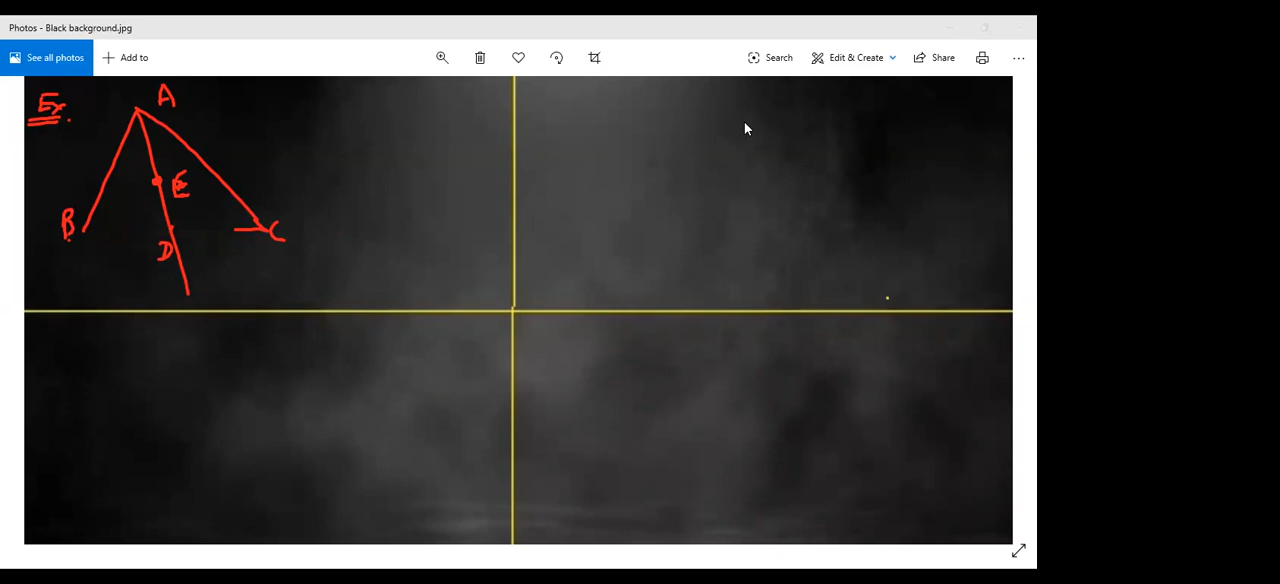 Photos - Black background.jpg
See all photos
Add to
Search
Edit & Create
Share
Ex.
A
E
B
D
C